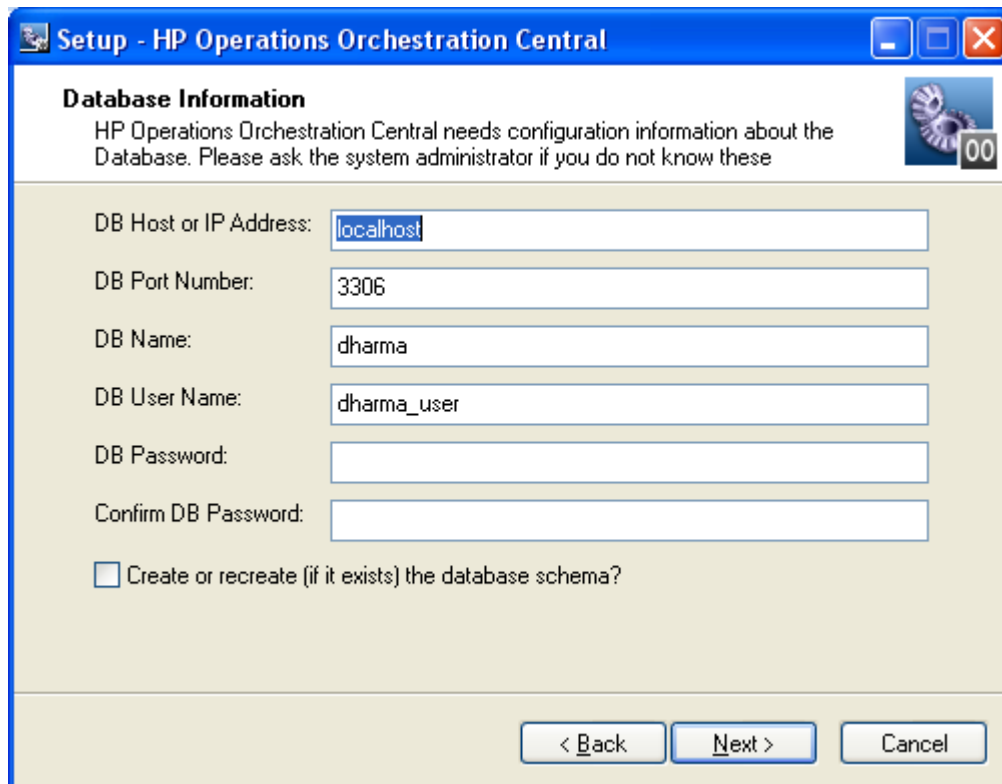 Setup - HP Operations Orchestration Central
Database Information
HP Operations Orchestration Central needs configuration information about the
Database. Please ask the system administrator if you do not know these
OO
DB Host or IP Address: localhost
DB Port Number: 3306
DB Name: dharma
DB User Name: dharma_user
DB Password:
Confirm DB Password:
Create or recreate (if it exists) the database schema?
< Back Next > Cancel